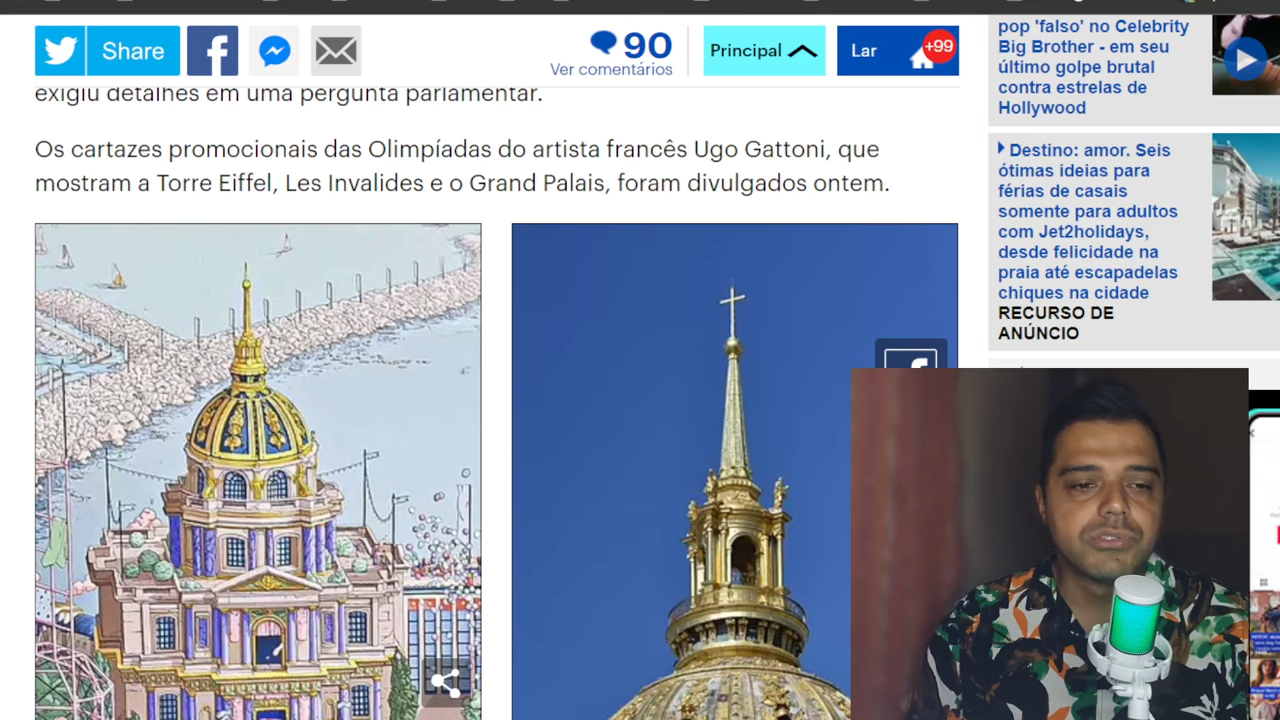 Share
90
Ver comentários
Principal
Lar
+99
exigiu detalhes em uma pergunta parlamentar.
Os cartazes promocionais das Olimpíadas do artista francês Ugo Gattoni, que
mostram a Torre Eiffel, Les Invalides e o Grand Palais, foram divulgados ontem.
pop 'falso' no Celebrity
Big Brother - em seu
último golpe brutal
contra estrelas de
Hollywood
Destino: amor. Seis
ótimas ideias para
férias de casais
somente para adultos
com Jet2holidays,
desde felicidade na
praia até escapadelas
chiques na cidade
RECURSO DE
ANÚNCIO